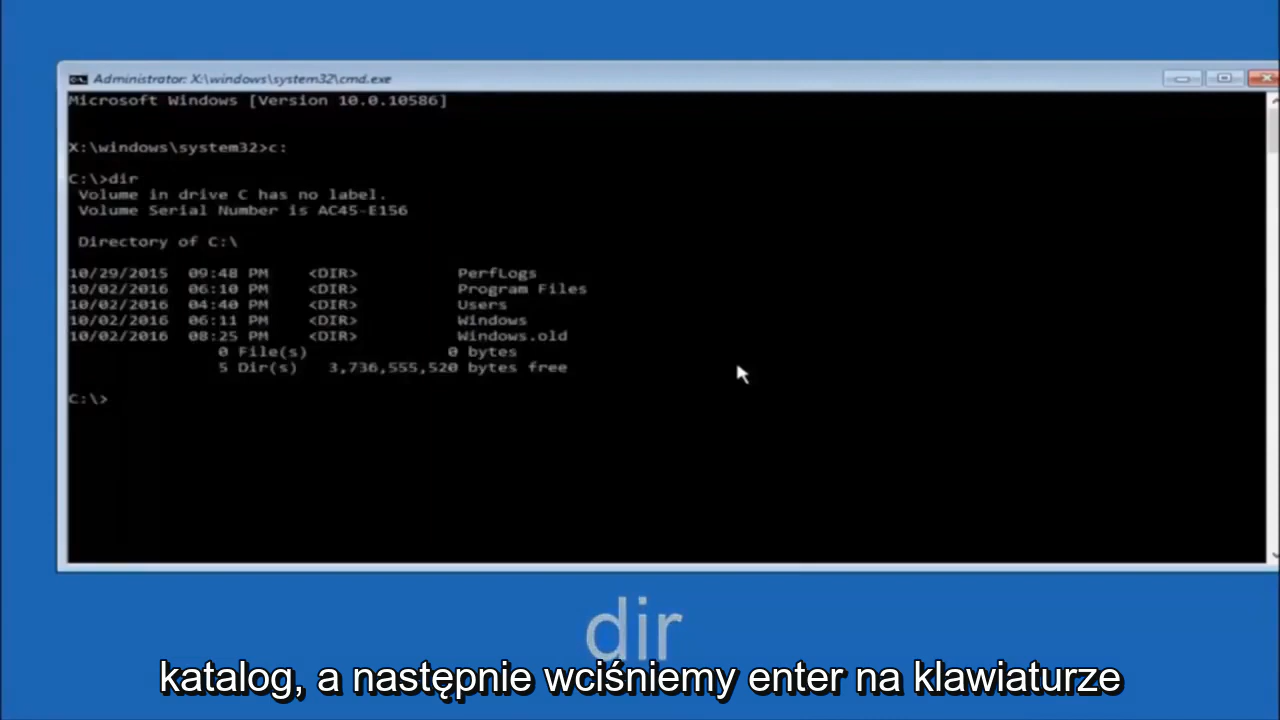 Administrator: X:\windows\system32\cmd.exe
Microsoft Windows [Version 10.0.10586]
X:\windows\system32>c:
C:\>dir
Volume in drive C has no label.
Volume Serial Number is AC45-E156
Directory of C:\
10/29/2015 09:48 PM <DIR> PerfLogs
10/02/2016 06:10 PM <DIR> Program Files
10/02/2016 04:40 PM <DIR> Users
10/02/2016 06:11 PM <DIR> Windows
10/02/2016 08:25 PM <DIR> Windows.old
0 File(s) 0 bytes
5 Dir(s) 3,736,555,520 bytes free
C:\>
dir
katalog, a następnie wciśniemy enter na klawiaturze